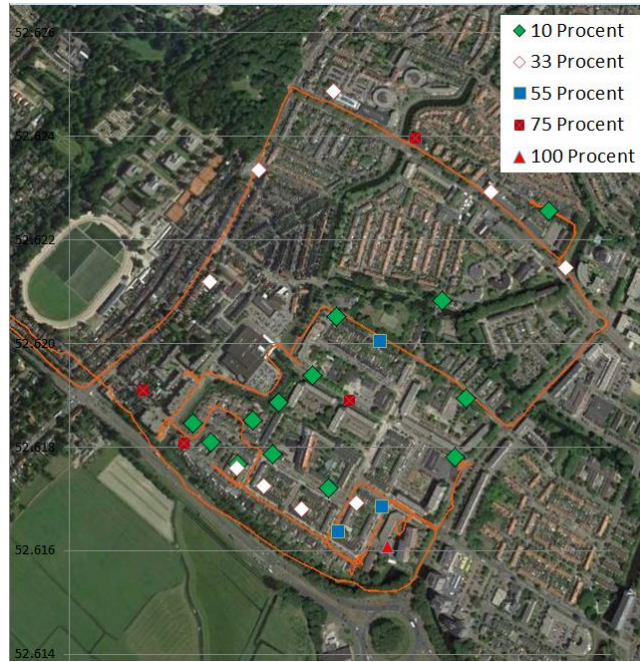 10 Procent
33 Procent
55 Procent
75 Procent
100 Procent
52.626
52.624
52.622
52.620
52.618
52.616
52.614